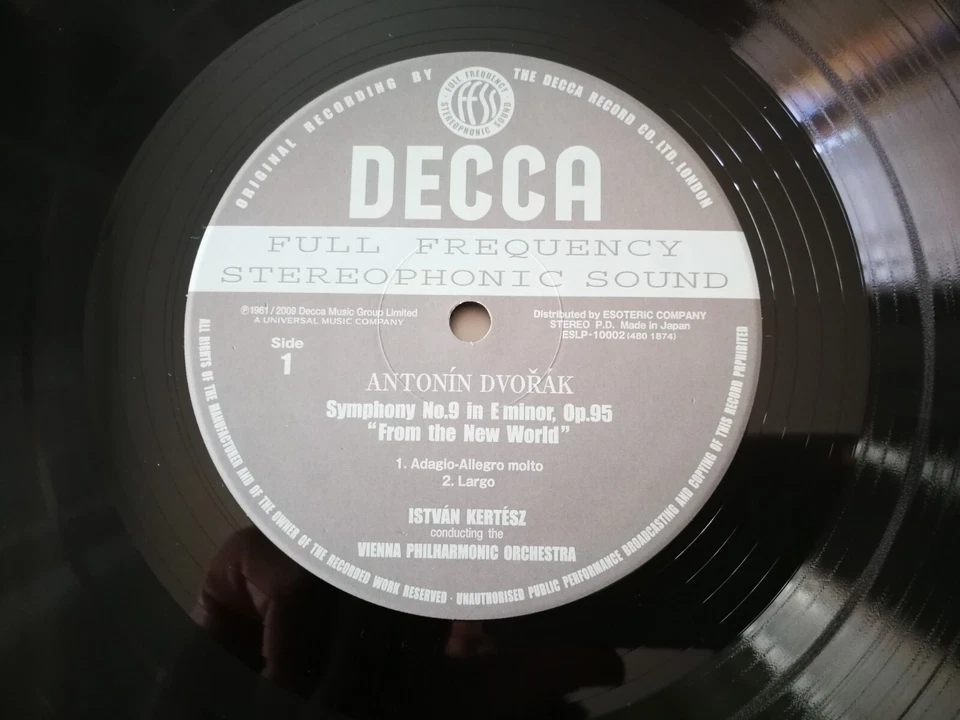 ORIGINAL RECORDING BY THE DECCA RECORD CO. LTD. LONDON
FULL FREQUENCY
ffss
STEREOPHONIC SOUND
DECCA
FULL FREQUENCY
STEREOPHONIC SOUND
℗1961 / 2009 Decca Music Group Limited
A UNIVERSAL MUSIC COMPANY
Distributed by ESOTERIC COMPANY
STEREO P.D. Made in Japan
ESLP-10002 (480 1874)
Side
1
ANTONÍN DVOŘAK
Symphony No.9 in E minor, Op.95
"From the New World"
1. Adagio-Allegro molto
2. Largo
ISTVÁN KERTÉSZ
conducting the
VIENNA PHILHARMONIC ORCHESTRA
ALL RIGHTS OF THE MANUFACTURER AND OF THE OWNER OF THE RECORDED WORK RESERVED · UNAUTHORISED PUBLIC PERFORMANCE BROADCASTING AND COPYING OF THIS RECORD PRPHIBITED